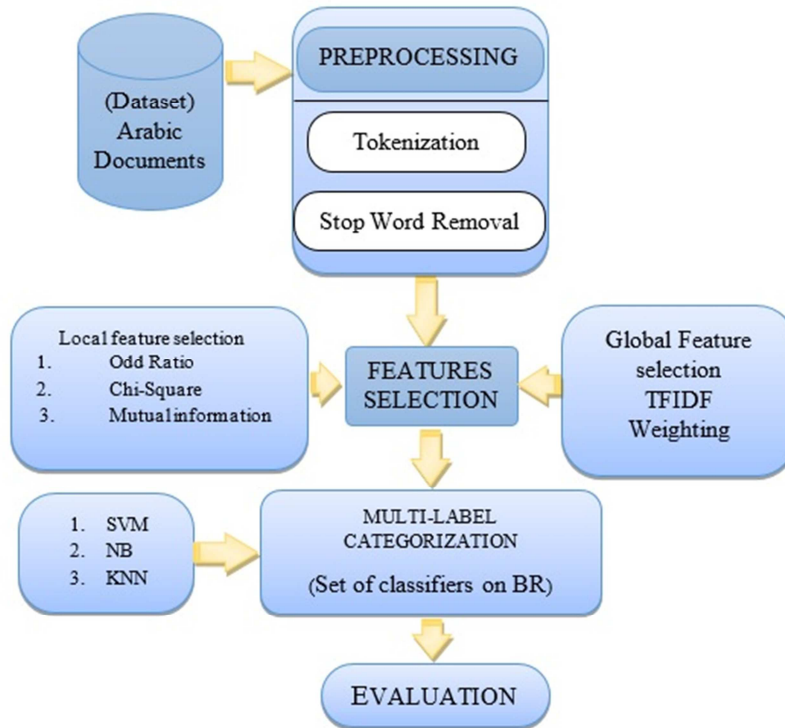 (Dataset)
Arabic
Documents
PREPROCESSING
Tokenization
Stop Word Removal
Local feature selection
1. Odd Ratio
2. Chi-Square
3. Mutual information
FEATURES
SELECTION
Global Feature
selection
TFIDF
Weighting
1. SVM
2. NB
3. KNN
MULTI-LABEL
CATEGORIZATION
(Set of classifiers on BR)
EVALUATION